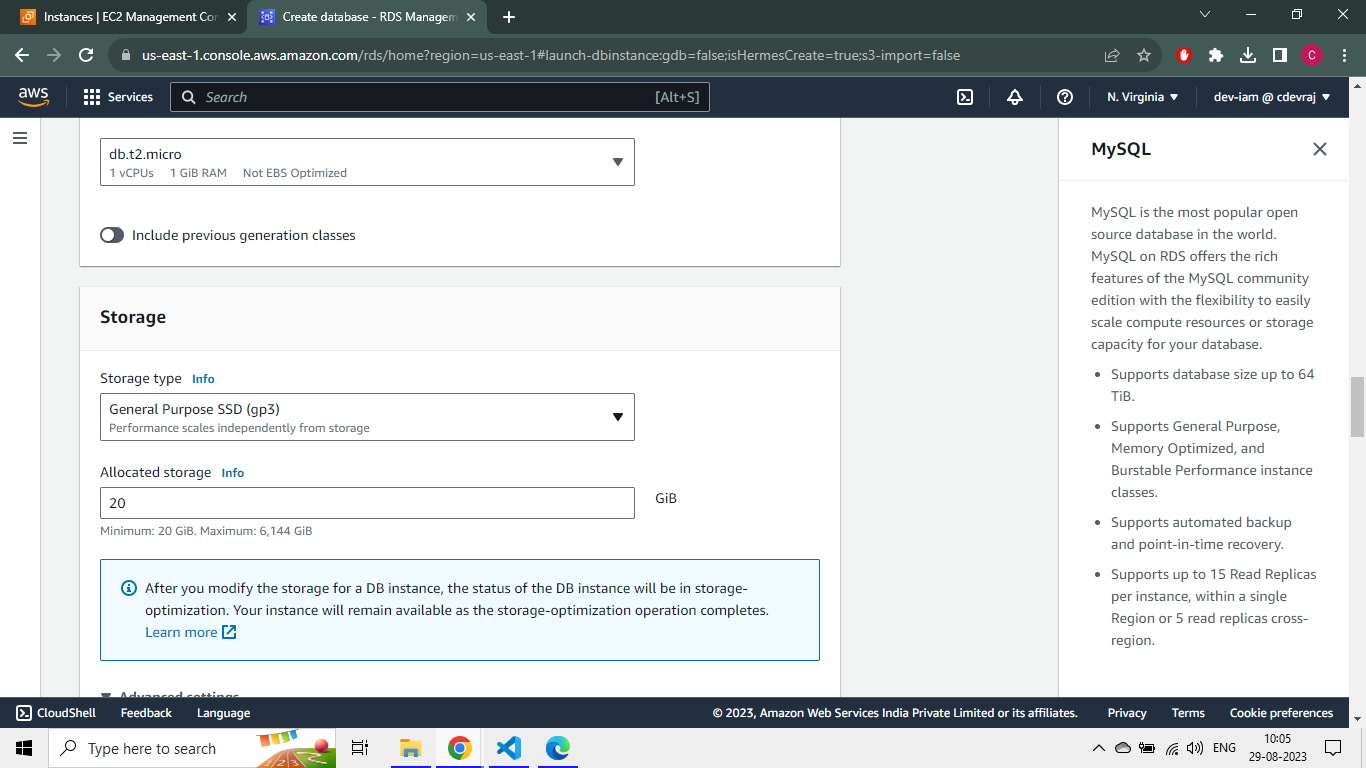 Instances | EC2 Management Con
Create database - RDS Managem
us-east-1.console.aws.amazon.com/rds/home?region=us-east-1#launch-dbinstance:gdb=false;isHermesCreate=true;s3-import=false
C
aws
Services
Search
[Alt+S]
N. Virginia
dev-iam @ cdevraj
db.t2.micro
1 vCPUs 1 GiB RAM Not EBS Optimized
Include previous generation classes
Storage
Storage type Info
General Purpose SSD (gp3)
Performance scales independently from storage
Allocated storage Info
20
GiB
Minimum: 20 GiB. Maximum: 6,144 GiB
After you modify the storage for a DB instance, the status of the DB instance will be in storage-
optimization. Your instance will remain available as the storage-optimization operation completes.
Learn more
Advanced settings
MySQL
MySQL is the most popular open
source database in the world.
MySQL on RDS offers the rich
features of the MySQL community
edition with the flexibility to easily
scale compute resources or storage
capacity for your database.
• Supports database size up to 64
TiB.
• Supports General Purpose,
Memory Optimized, and
Burstable Performance instance
classes.
• Supports automated backup
and point-in-time recovery.
• Supports up to 15 Read Replicas
per instance, within a single
Region or 5 read replicas cross-
region.
CloudShell
Feedback
Language
© 2023, Amazon Web Services India Private Limited or its affiliates.
Privacy
Terms
Cookie preferences
Type here to search
ENG
10:05
29-08-2023